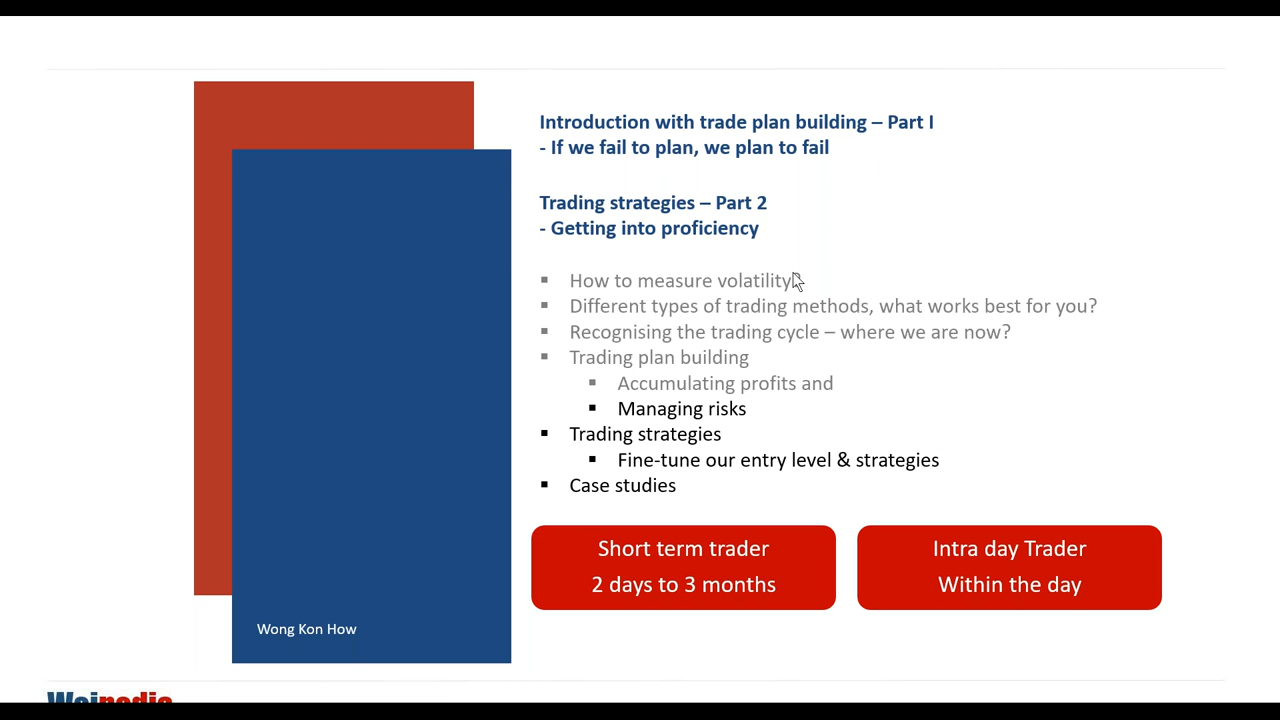 Introduction with trade plan building – Part I
- If we fail to plan, we plan to fail
Trading strategies – Part 2
- Getting into proficiency
▪ How to measure volatility?
▪ Different types of trading methods, what works best for you?
▪ Recognising the trading cycle – where we are now?
▪ Trading plan building
▪ Accumulating profits and
▪ Managing risks
▪ Trading strategies
▪ Fine-tune our entry level & strategies
▪ Case studies
Short term trader
2 days to 3 months
Intra day Trader
Within the day
Wong Kon How